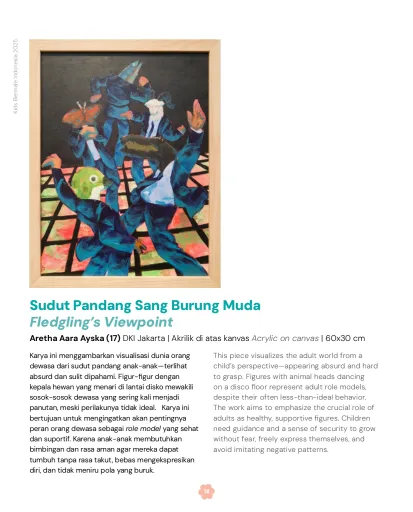 Kids Biennale Indonesia 2025
Sudut Pandang Sang Burung Muda
Fledgling's Viewpoint
Aretha Aara Ayska (17) DKI Jakarta | Akrilik di atas kanvas Acrylic on canvas | 60x30 cm
Karya ini menggambarkan visualisasi dunia orang
dewasa dari sudut pandang anak-anak—terlihat
absurd dan sulit dipahami. Figur-figur dengan
kepala hewan yang menari di lantai disko mewakili
sosok-sosok dewasa yang sering kali menjadi
panutan, meski perilakunya tidak ideal. Karya ini
bertujuan untuk mengingatkan akan pentingnya
peran orang dewasa sebagai role model yang sehat
dan suportif. Karena anak-anak membutuhkan
bimbingan dan rasa aman agar mereka dapat
tumbuh tanpa rasa takut, bebas mengekspresikan
diri, dan tidak meniru pola yang buruk.
This piece visualizes the adult world from a
child's perspective—appearing absurd and hard
to grasp. Figures with animal heads dancing
on a disco floor represent adult role models,
despite their often less-than-ideal behavior.
The work aims to emphasize the crucial role of
adults as healthy, supportive figures. Children
need guidance and a sense of security to grow
without fear, freely express themselves, and
avoid imitating negative patterns.